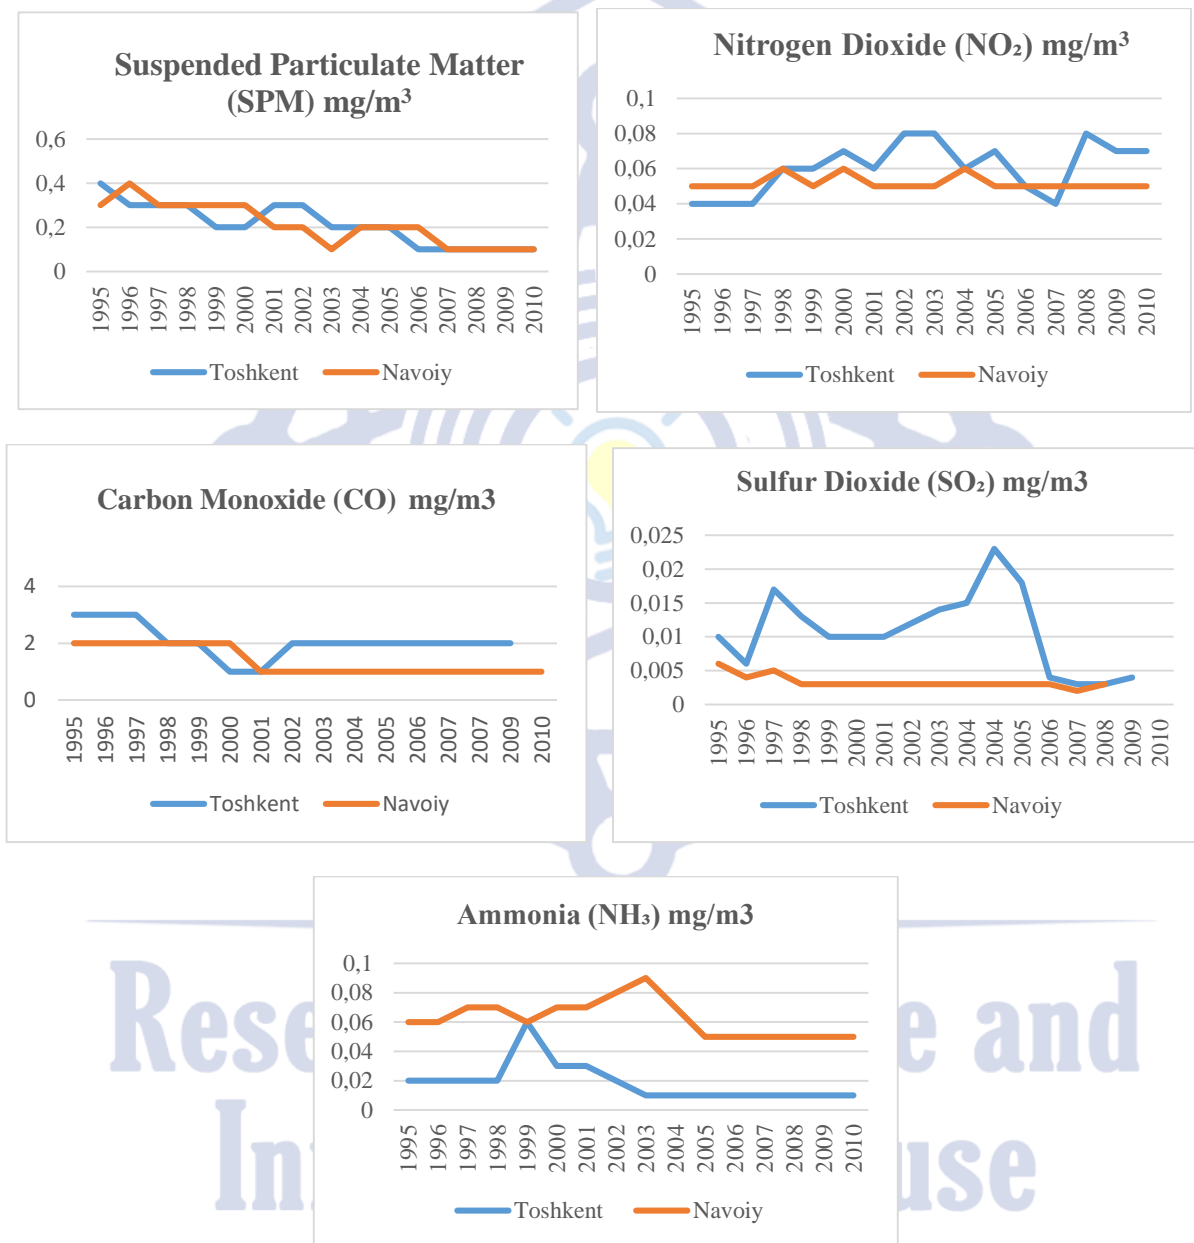 Suspended Particulate Matter
(SPM) mg/m³
0,6
0,4
0,2
0
1995 1996 1997 1998 1999 2000 2001 2002 2003 2004 2005 2006 2007 2008 2009 2010
Toshkent Navoiy
Nitrogen Dioxide (NO₂) mg/m³
0,1
0,08
0,06
0,04
0,02
0
1995 1996 1997 1998 1999 2000 2001 2002 2003 2004 2005 2006 2007 2008 2009 2010
Toshkent Navoiy
Carbon Monoxide (CO) mg/m3
4
2
0
1995 1996 1997 1998 1999 2000 2001 2002 2003 2004 2005 2006 2007 2007 2009 2010
Toshkent Navoiy
Sulfur Dioxide (SO₂) mg/m3
0,025
0,02
0,015
0,01
0,005
0
1995 1996 1997 1998 1999 2000 2001 2002 2003 2004 2004 2005 2006 2007 2008 2009 2010
Toshkent Navoiy
Ammonia (NH₃) mg/m3
0,1
0,08
0,06
0,04
0,02
0
1995 1996 1997 1998 1999 2000 2001 2002 2003 2004 2005 2006 2007 2008 2009 2010
Toshkent Navoiy
Rese e and
In use